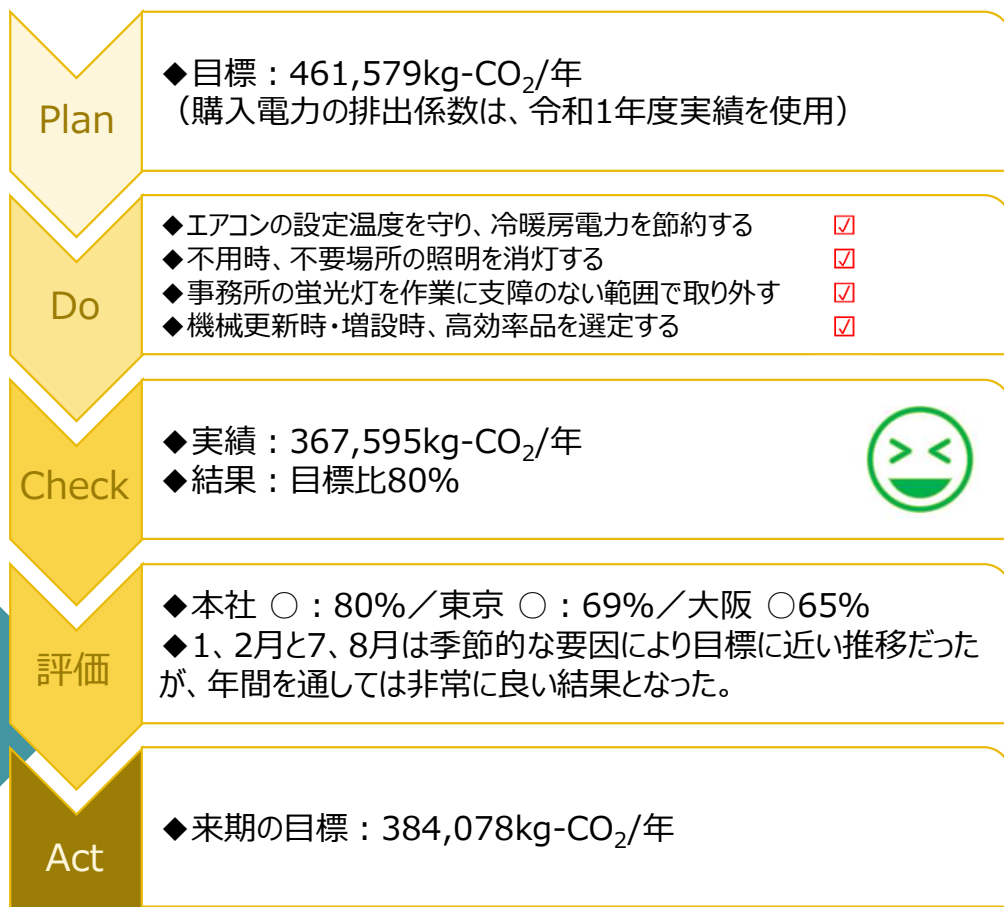 Plan
◆目標：461,579kg-CO₂/年
（購入電力の排出係数は、令和1年度実績を使用）
Do
◆エアコンの設定温度を守り、冷暖房電力を節約する ☑
◆不用時、不要場所の照明を消灯する ☑
◆事務所の蛍光灯を作業に支障のない範囲で取り外す ☑
◆機械更新時・増設時、高効率品を選定する ☑
Check
◆実績：367,595kg-CO₂/年
◆結果：目標比80%
評価
◆本社 ○：80%／東京 ○：69%／大阪 ○65%
◆1、2月と7、8月は季節的な要因により目標に近い推移だった
が、年間を通しては非常に良い結果となった。
Act
◆来期の目標：384,078kg-CO₂/年